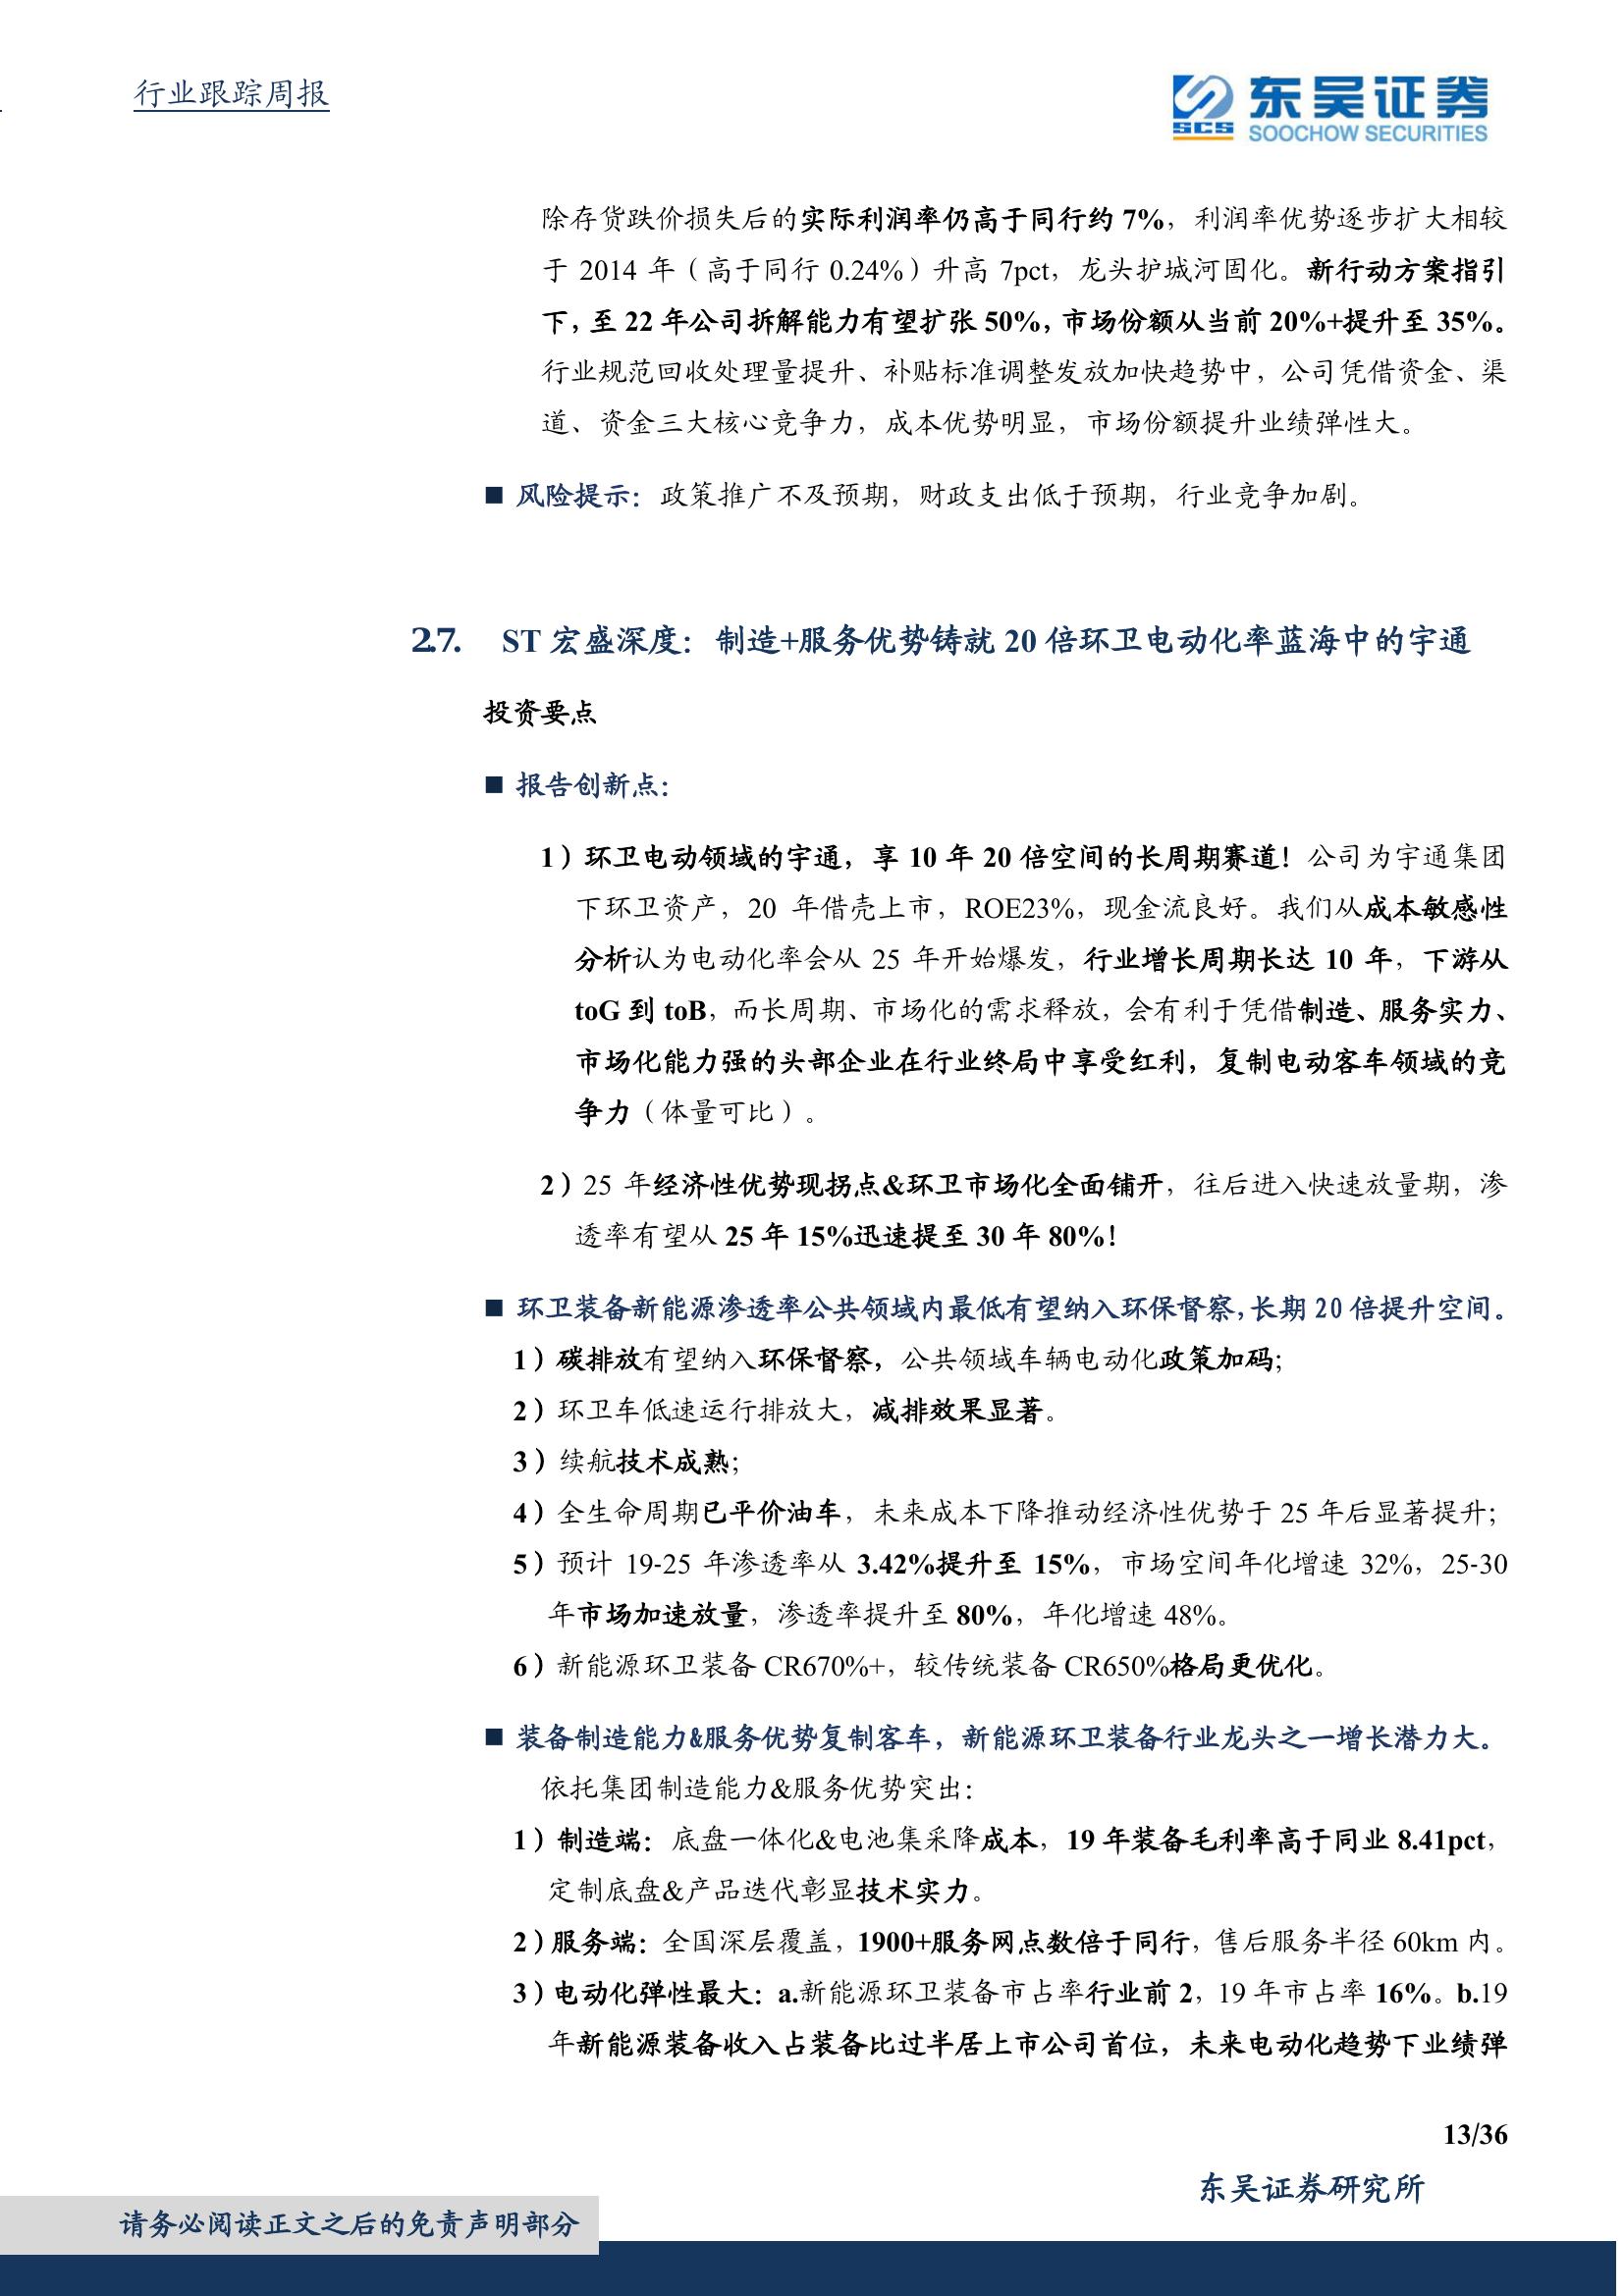 行业跟踪周报
SCS
东吴证券
SOOCHOW SECURITIES
除存货跌价损失后的实际利润率仍高于同行约 7%，利润率优势逐步扩大相较
于 2014 年（高于同行 0.24%）升高 7pct，龙头护城河固化。新行动方案指引
下，至 22 年公司拆解能力有望扩张 50%，市场份额从当前 20%+提升至 35%。
行业规范回收处理量提升、补贴标准调整发放加快趋势中，公司凭借资金、渠
道、资金三大核心竞争力，成本优势明显，市场份额提升业绩弹性大。
■ 风险提示：政策推广不及预期，财政支出低于预期，行业竞争加剧。
2.7. ST 宏盛深度：制造+服务优势铸就 20 倍环卫电动化率蓝海中的宇通
投资要点
■ 报告创新点：
1）环卫电动领域的宇通，享 10 年 20 倍空间的长周期赛道！公司为宇通集团
下环卫资产，20 年借壳上市，ROE23%，现金流良好。我们从成本敏感性
分析认为电动化率会从 25 年开始爆发，行业增长周期长达 10 年，下游从
toG 到 toB，而长周期、市场化的需求释放，会有利于凭借制造、服务实力、
市场化能力强的头部企业在行业终局中享受红利，复制电动客车领域的竞
争力（体量可比）。
2）25 年经济性优势现拐点&环卫市场化全面铺开，往后进入快速放量期，渗
透率有望从 25 年 15%迅速提至 30 年 80%！
■ 环卫装备新能源渗透率公共领域内最低有望纳入环保督察，长期 20 倍提升空间。
1）碳排放有望纳入环保督察，公共领域车辆电动化政策加码；
2）环卫车低速运行排放大，减排效果显著。
3）续航技术成熟；
4）全生命周期已平价油车，未来成本下降推动经济性优势于 25 年后显著提升；
5）预计 19-25 年渗透率从 3.42%提升至 15%，市场空间年化增速 32%，25-30
年市场加速放量，渗透率提升至 80%，年化增速 48%。
6）新能源环卫装备 CR670%+，较传统装备 CR650%格局更优化。
■ 装备制造能力&服务优势复制客车，新能源环卫装备行业龙头之一增长潜力大。
依托集团制造能力&服务优势突出：
1）制造端：底盘一体化&电池集采降成本，19 年装备毛利率高于同业 8.41pct，
定制底盘&产品迭代彰显技术实力。
2）服务端：全国深层覆盖，1900+服务网点数倍于同行，售后服务半径 60km 内。
3）电动化弹性最大：a.新能源环卫装备市占率行业前 2，19 年市占率 16%。b.19
年新能源装备收入占装备比过半居上市公司首位，未来电动化趋势下业绩弹
13/36
东吴证券研究所
请务必阅读正文之后的免责声明部分